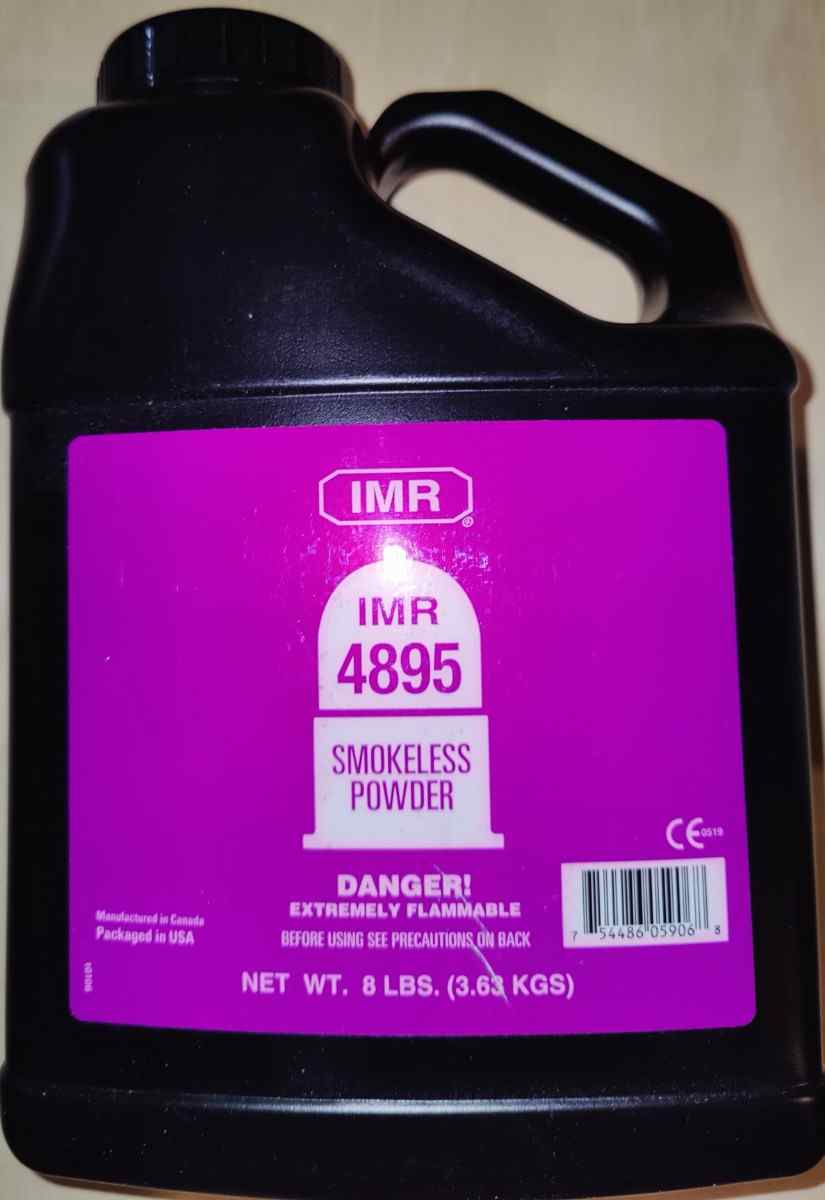 IMR
®
IMR
4895
SMOKELESS
POWDER
CE 0519
DANGER!
EXTREMELY FLAMMABLE
BEFORE USING SEE PRECAUTIONS ON BACK
Manufactured in Canada
Packaged in USA
7 54486 05906 8
NET WT. 8 LBS. (3.63 KGS)